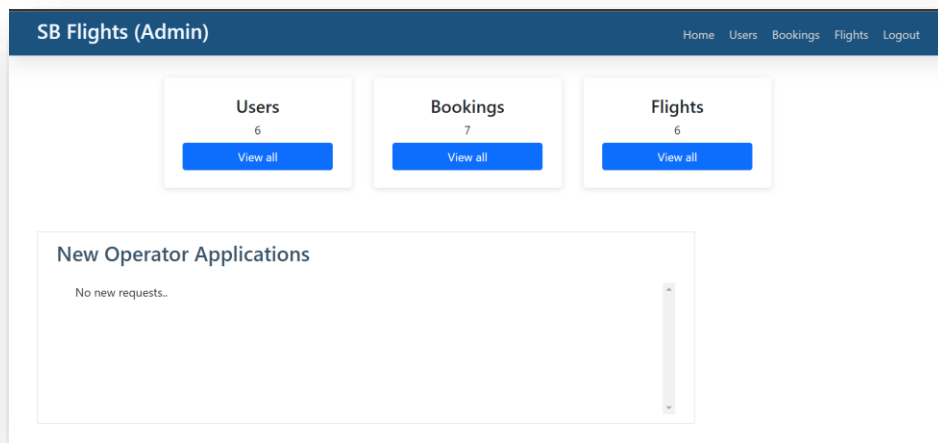 SB Flights (Admin) Home Users Bookings Flights Logout
Users Bookings Flights
6 7 6
View all View all View all
New Operator Applications
No new requests..